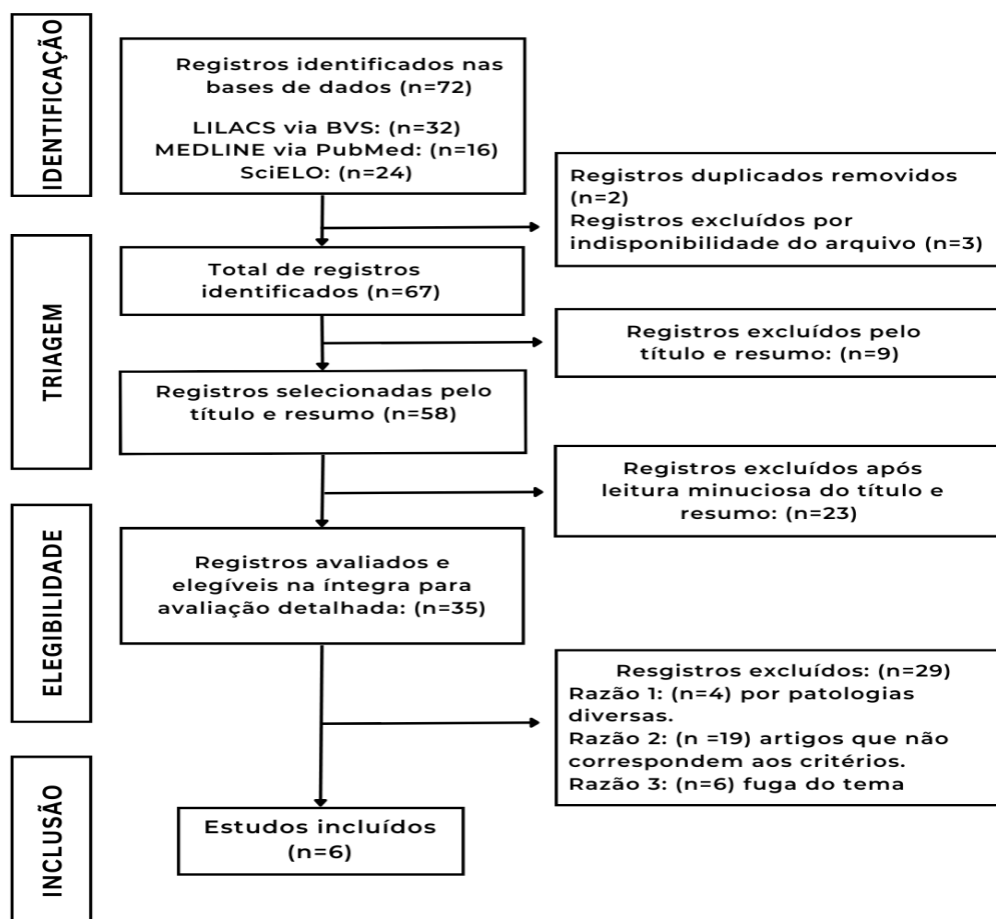 IDENTIFICAÇÃO
Registros identificados nas
bases de dados (n=72)
LILACS via BVS: (n=32)
MEDLINE via PubMed: (n=16)
SciELO: (n=24)
Registros duplicados removidos
(n=2)
Registros excluídos por
indisponibilidade do arquivo (n=3)
TRIAGEM
Total de registros
identificados (n=67)
Registros excluídos pelo
título e resumo: (n=9)
Registros selecionadas pelo
título e resumo (n=58)
Registros excluídos após
leitura minuciosa do título e
resumo: (n=23)
ELEGIBILIDADE
Registros avaliados e
elegíveis na íntegra para
avaliação detalhada: (n=35)
Resgistros excluídos: (n=29)
Razão 1: (n=4) por patologias
diversas.
Razão 2: (n =19) artigos que não
correspondem aos critérios.
Razão 3: (n=6) fuga do tema
INCLUSÃO
Estudos incluídos
(n=6)